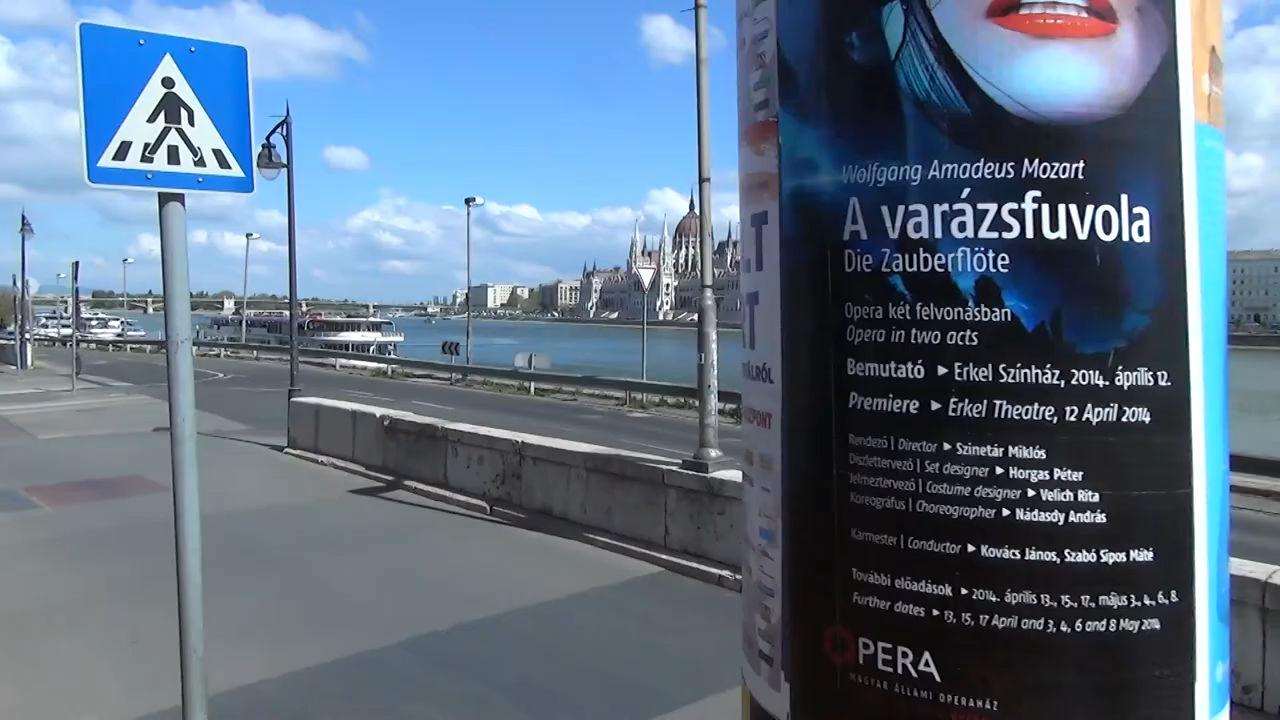 Wolfgang Amadeus Mozart
A varázsfuvola
Die Zauberflöte
Opera két felvonásban
Opera in two acts
Bemutató ▶ Erkel Színház, 2014. április 12.
Premiere ▶ Erkel Theatre, 12 April 2014
Rendező | Director ▶ Szinetár Miklós
Díszlettervező | Set designer ▶ Horgas Péter
Jelmeztervező | Costume designer ▶ Velich Rita
Koreográfus | Choreographer ▶ Nádasdy András
Karmester | Conductor ▶ Kovács János, Szabó Sipos Máté
További előadások ▶ 2014. április 13., 15., 17., május 3., 4., 6., 8.
Further dates ▶ 13, 15, 17 April and 3, 4, 6 and 8 May 2014
OPERA
MAGYAR ÁLLAMI OPERAHÁZ